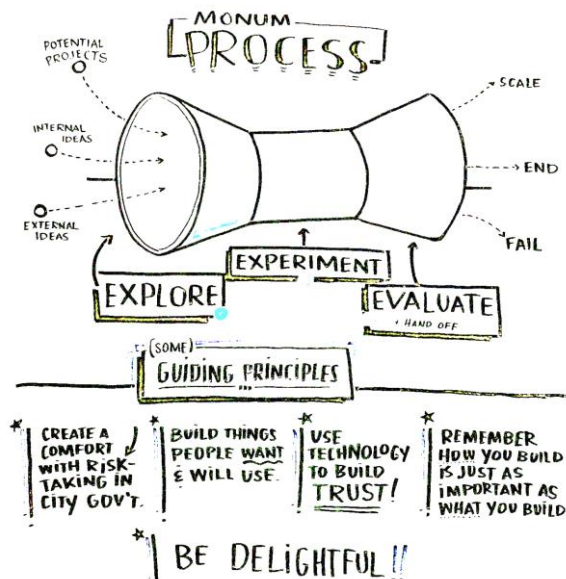 MONUM
PROCESS
POTENTIAL
PROJECTS
INTERNAL
IDEAS
EXTERNAL
IDEAS
SCALE
END
FAIL
EXPLORE
EXPERIMENT
EVALUATE
+ HAND OFF
(SOME)
GUIDING PRINCIPLES
CREATE A
COMFORT
WITH RISK-
TAKING IN
CITY GOV'T.
BUILD THINGS
PEOPLE WANT
& WILL USE.
USE
TECHNOLOGY
TO BUILD
TRUST!
REMEMBER
HOW YOU BUILD
IS JUST AS
IMPORTANT AS
WHAT YOU BUILD
BE DELIGHTFUL!!